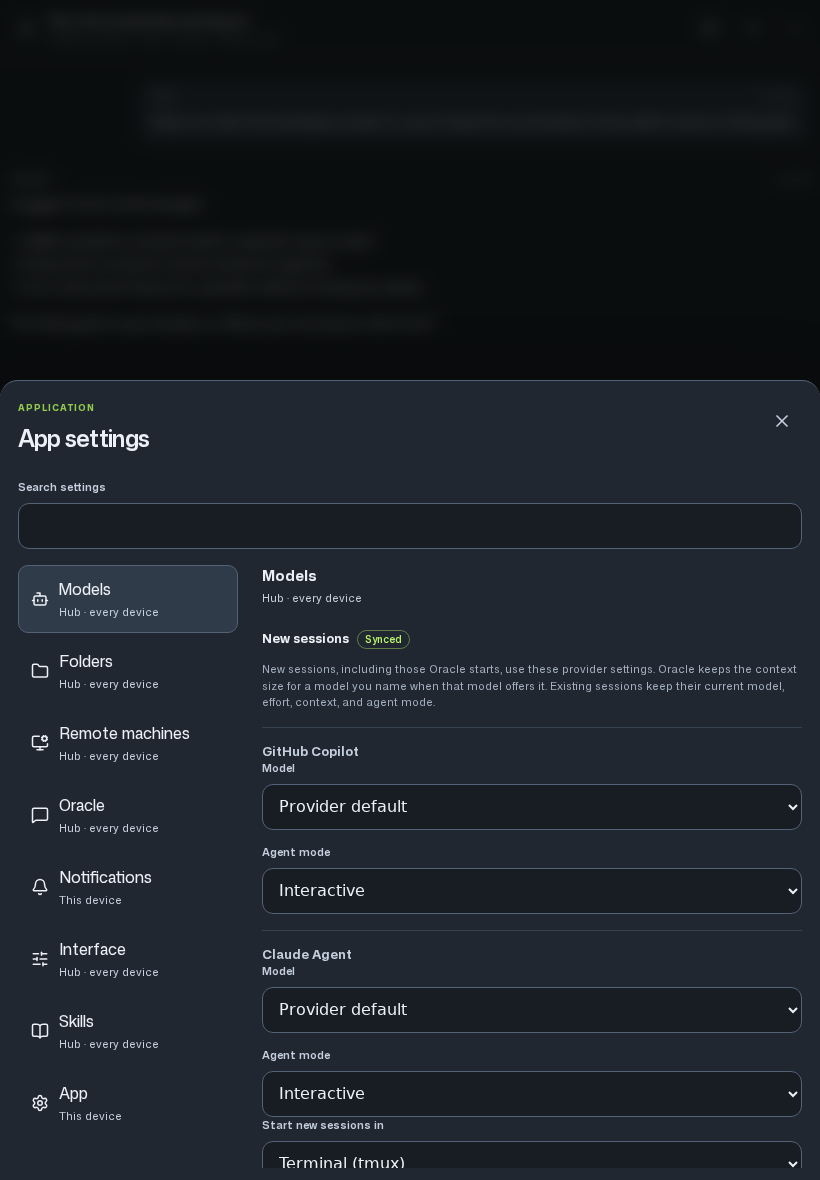 APPLICATION
App settings
Search settings
Models
Hub · every device
Folders
Hub · every device
Remote machines
Hub · every device
Oracle
Hub · every device
Notifications
This device
Interface
Hub · every device
Skills
Hub · every device
App
This device
Models
Hub · every device
New sessions Synced
New sessions, including those Oracle starts, use these provider settings. Oracle keeps the context
size for a model you name when that model offers it. Existing sessions keep their current model,
effort, context, and agent mode.
GitHub Copilot
Model
Provider default
Agent mode
Interactive
Claude Agent
Model
Provider default
Agent mode
Interactive
Start new sessions in
Terminal (tmux)